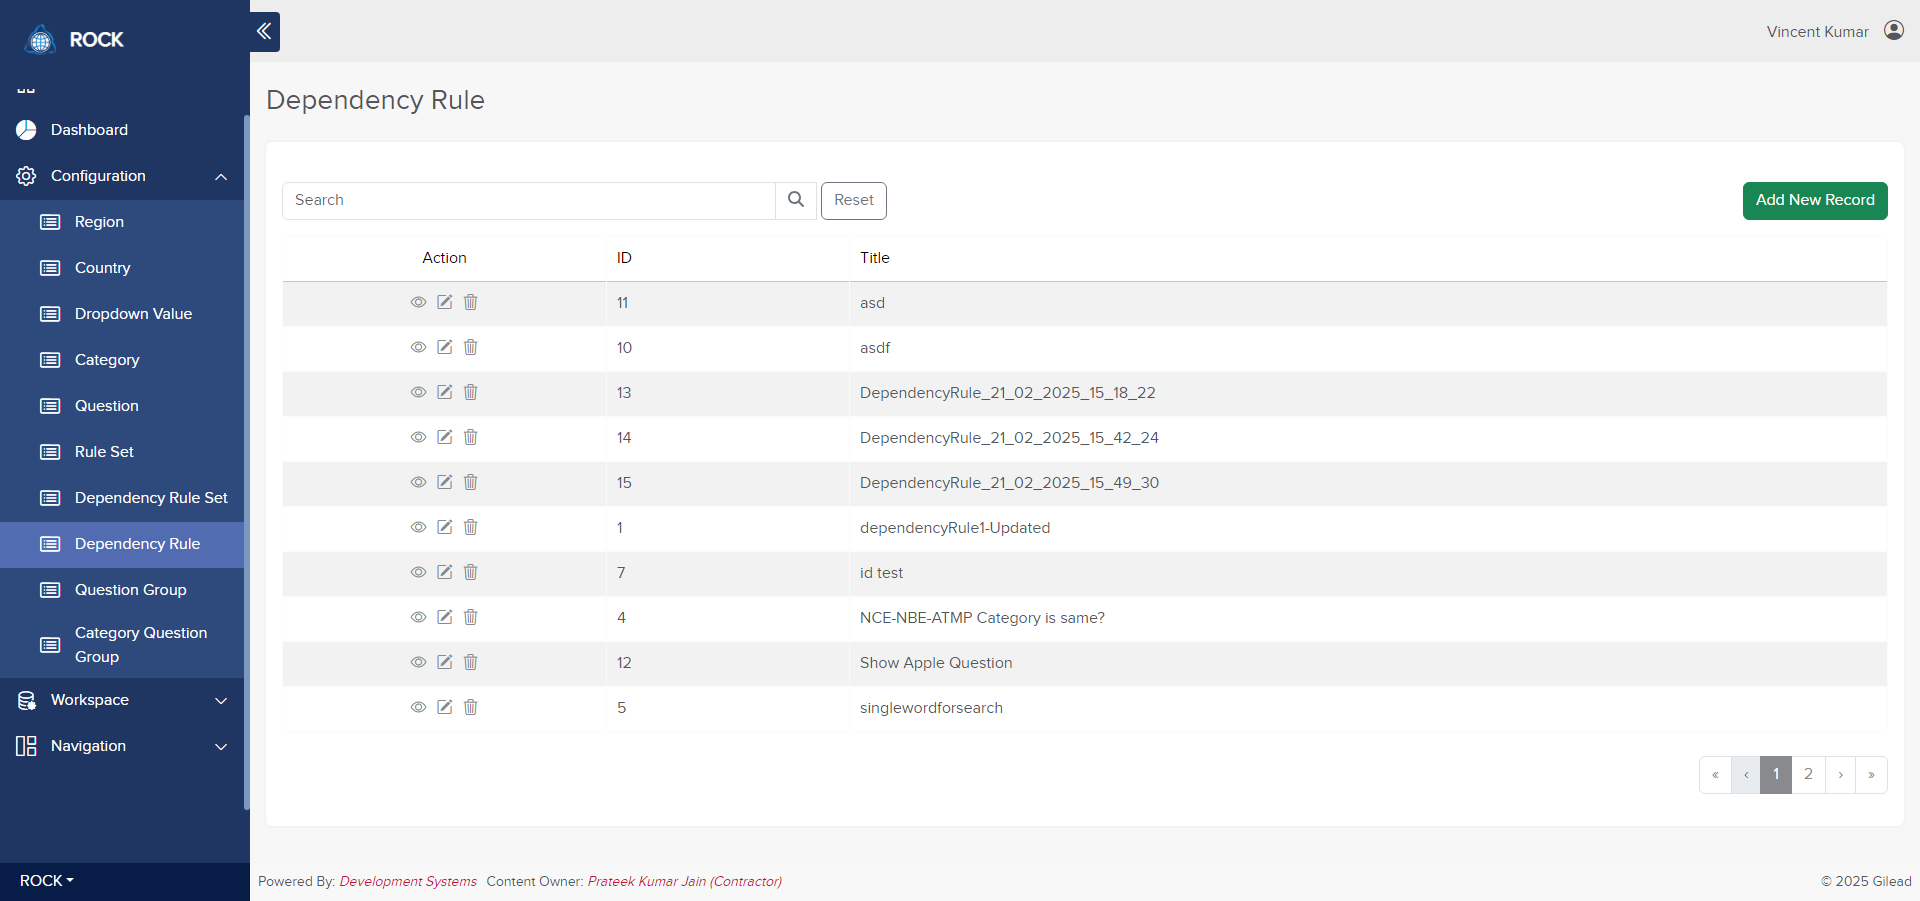 ROCK
Vincent Kumar
Dependency Rule
Dashboard
Configuration
Region
Country
Dropdown Value
Category
Question
Rule Set
Dependency Rule Set
Dependency Rule
Question Group
Category Question
Group
Workspace
Navigation
ROCK
Search
Reset
Add New Record
Action ID Title
11 asd
10 asdf
13 DependencyRule_21_02_2025_15_18_22
14 DependencyRule_21_02_2025_15_42_24
15 DependencyRule_21_02_2025_15_49_30
1 dependencyRule1-Updated
7 id test
4 NCE-NBE-ATMP Category is same?
12 Show Apple Question
5 singlewordforsearch
« ‹ 1 2 › »
Powered By: Development Systems Content Owner: Prateek Kumar Jain (Contractor)
© 2025 Gilead